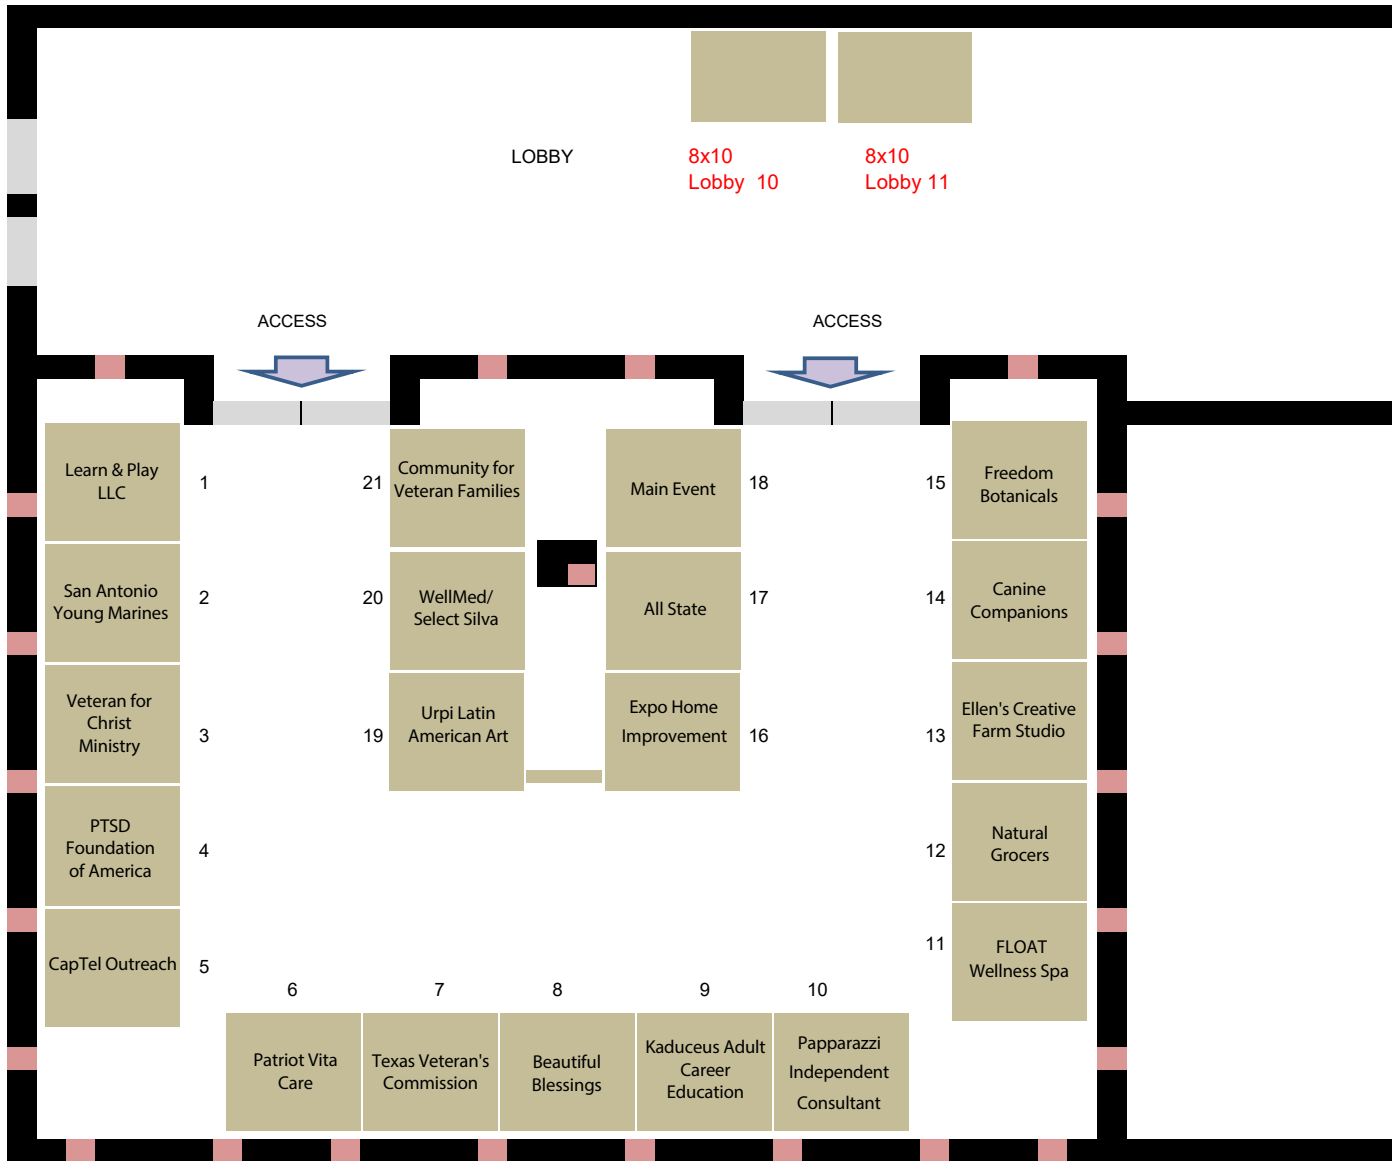 LOBBY
8x10
Lobby  10
8x10
Lobby 11
ACCESS
ACCESS
Learn & Play
LLC
1
21
Community for
Veteran Families
Main Event
18
15
Freedom
Botanicals
San Antonio
Young Marines
2
20
WellMed/
Select Silva
All State
17
14
Canine
Companions
Veteran for
Christ
Ministry
3
19
Urpi Latin
American Art
Expo Home
Improvement
16
13
Ellen's Creative
Farm Studio
PTSD
Foundation
of America
4
12
Natural
Grocers
CapTel Outreach
5
11
FLOAT
Wellness Spa
6
7
8
9
10
Patriot Vita
Care
Texas Veteran's
Commission
Beautiful
Blessings
Kaduceus Adult
Career
Education
Papparazzi
Independent
Consultant